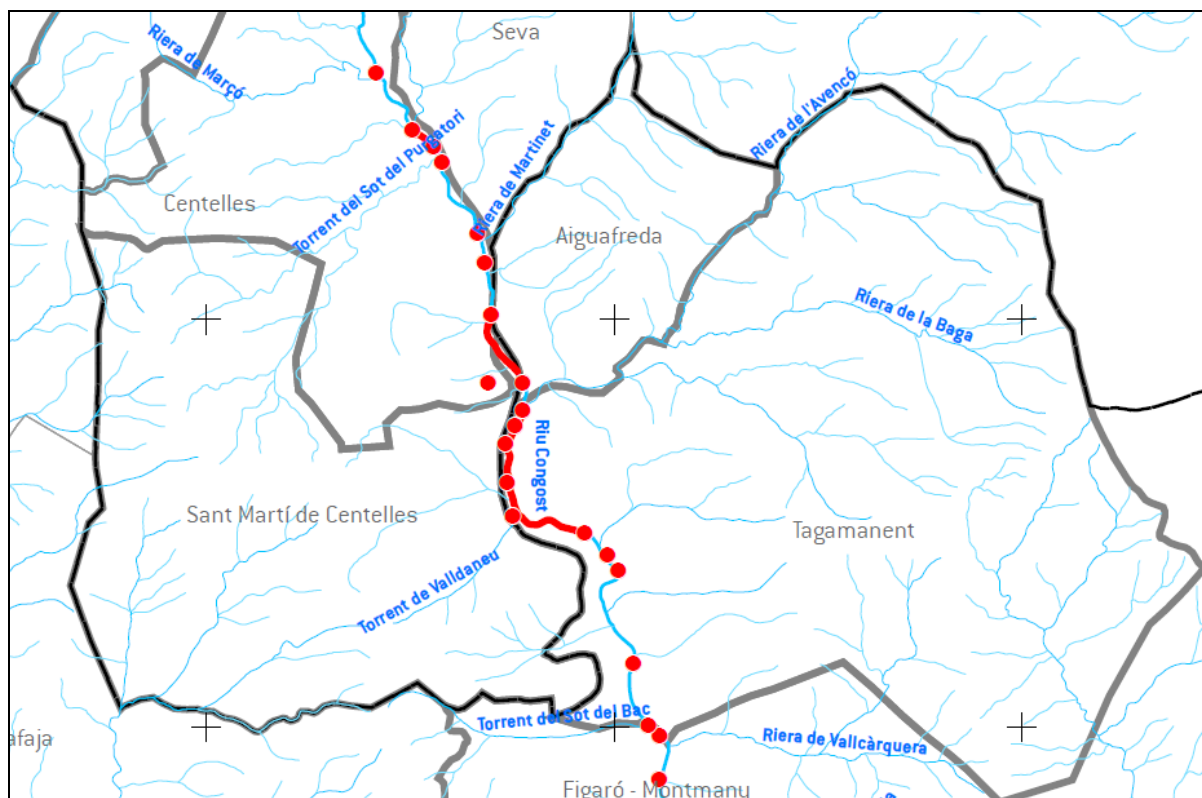 Seva
Riera de Marçó
Riera de l'Avencó
Torrent del Sot del Purgatori
Riera de Martinet
Centelles
Aiguafreda
Riera de la Baga
Riu Congost
Sant Martí de Centelles
Tagamanent
Torrent de Valldaneu
Torrent del Sot del Bac
afaja
Riera de Vallcàrquera
Figaró - Montmany